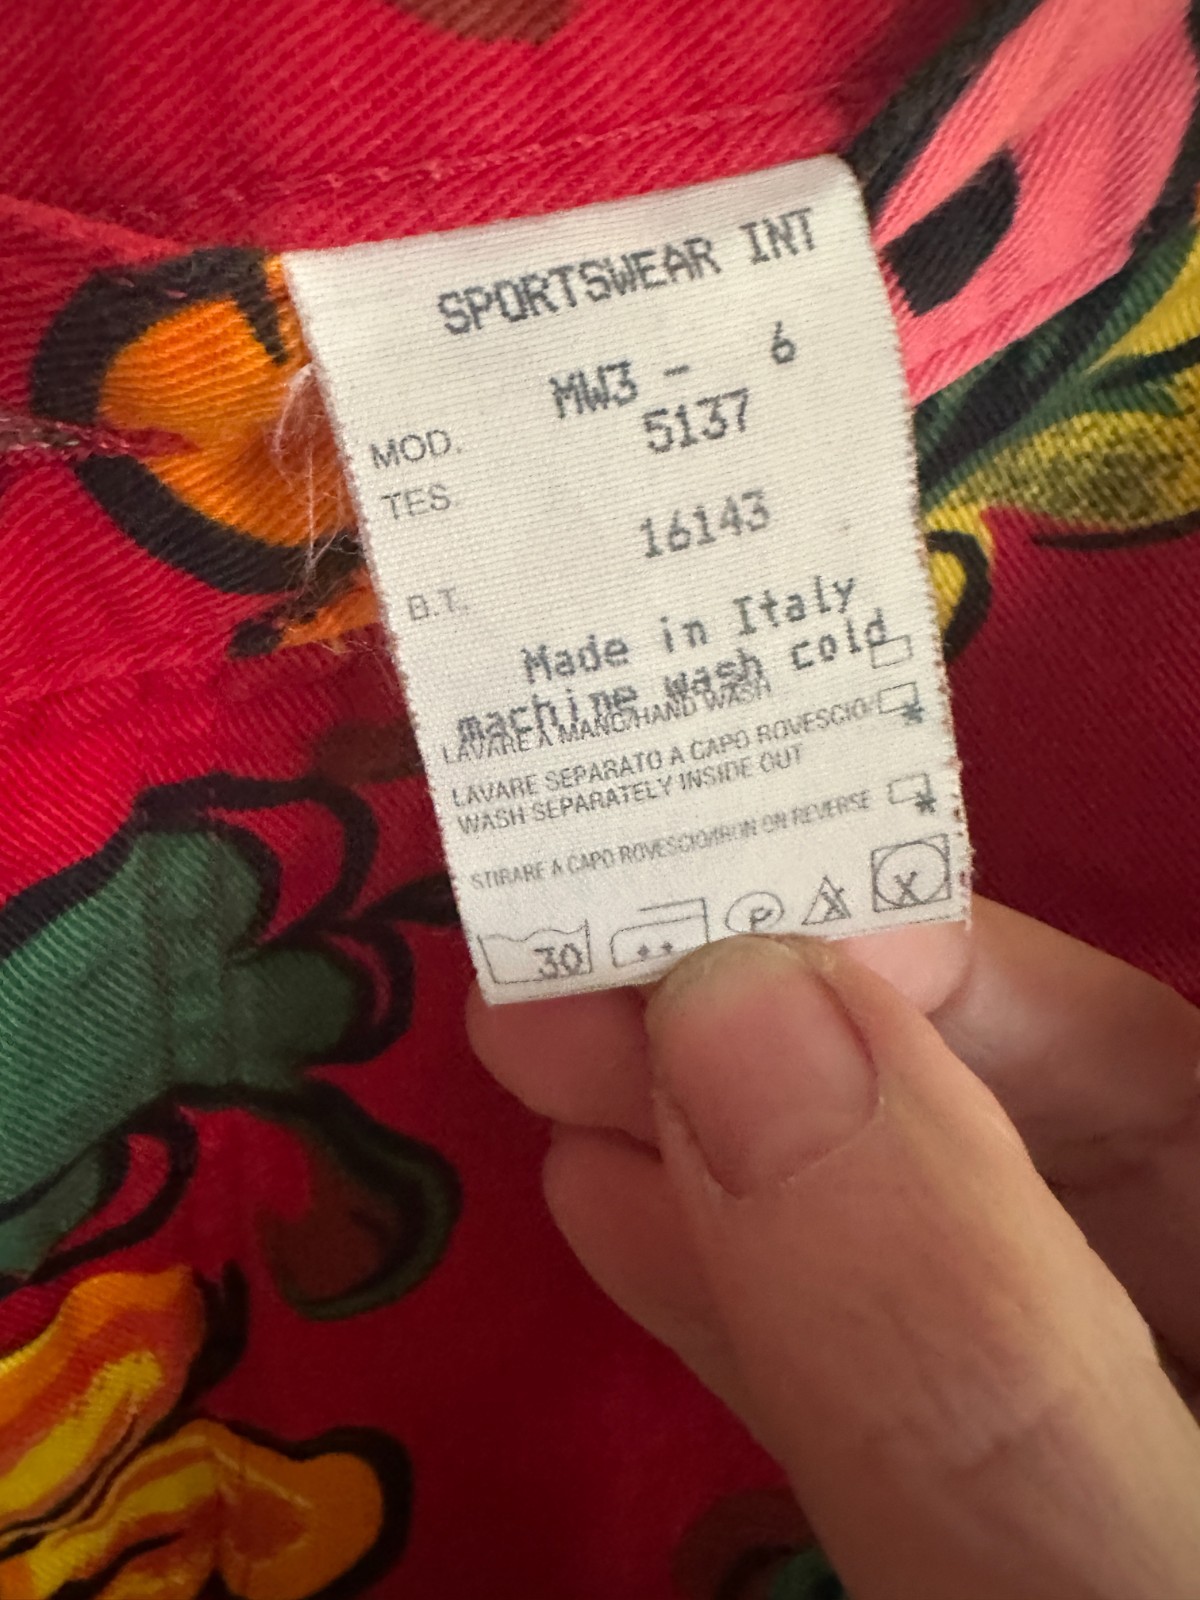 SPORTSWEAR INT
MW3 - 6
MOD. 5137
TES
16143
B.T.
Made in Italy
machine wash cold
LAVARE A MANO/HAND WASH
LAVARE SEPARATO A CAPO ROVESCIO/
WASH SEPARATELY INSIDE OUT
STIRARE A CAPO ROVESCIO/IRON ON REVERSE
30 P X X